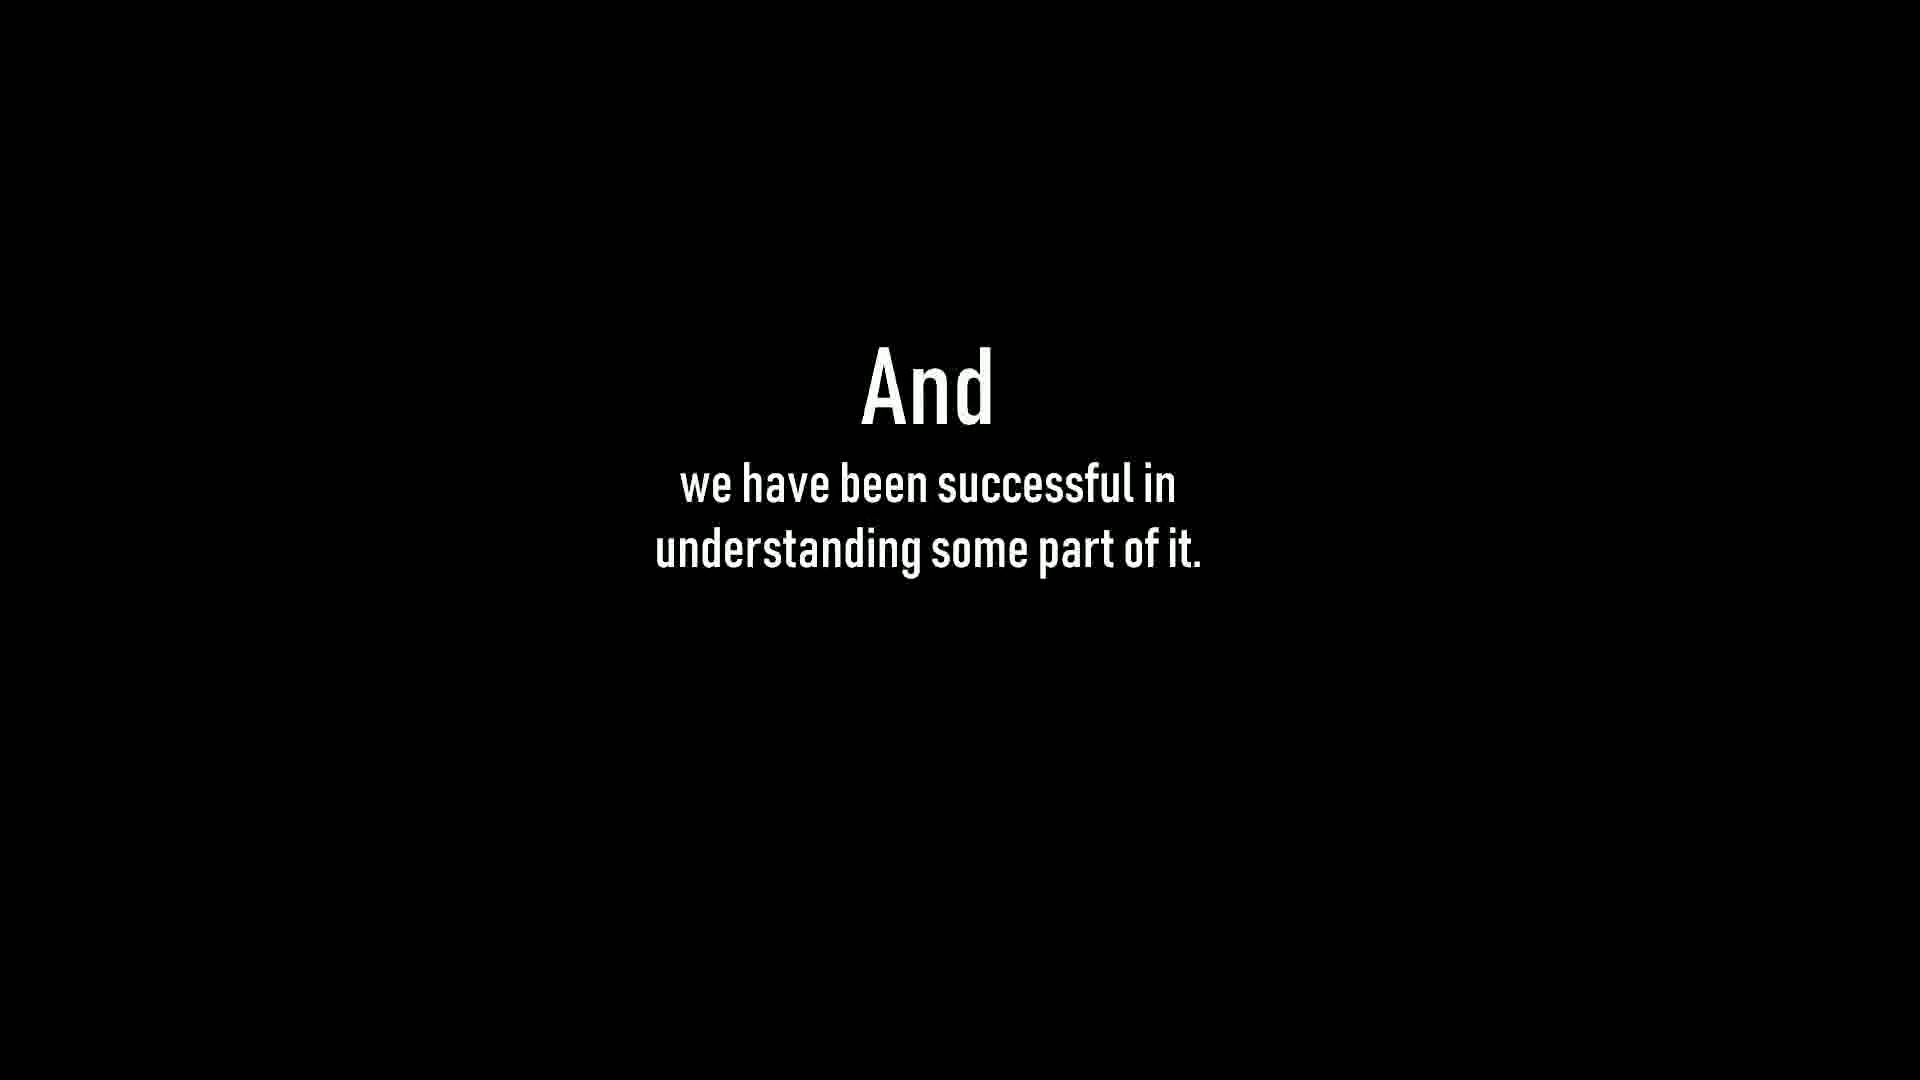 And
we have been successful in
understanding some part of it.